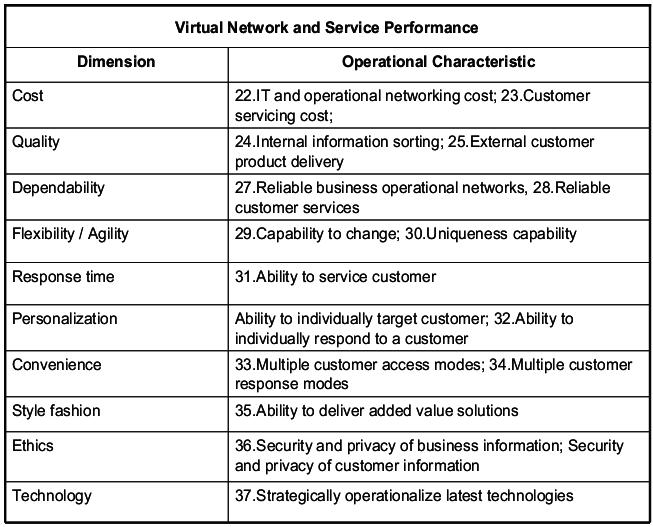 Virtual Network and Service Performance
Dimension Operational Characteristic
Cost 22.IT and operational networking cost; 23.Customer
servicing cost;
Quality 24.Internal information sorting; 25.External customer
product delivery
Dependability 27.Reliable business operational networks, 28.Reliable
customer services
Flexibility / Agility 29.Capability to change; 30.Uniqueness capability
Response time 31.Ability to service customer
Personalization Ability to individually target customer; 32.Ability to
individually respond to a customer
Convenience 33.Multiple customer access modes; 34.Multiple customer
response modes
Style fashion 35.Ability to deliver added value solutions
Ethics 36.Security and privacy of business information; Security
and privacy of customer information
Technology 37.Strategically operationalize latest technologies